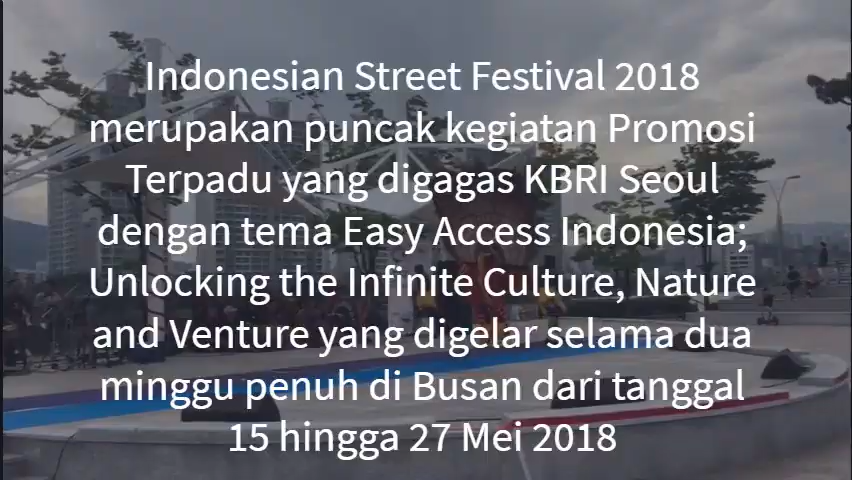 Indonesian Street Festival 2018
merupakan puncak kegiatan Promosi
Terpadu yang digagas KBRI Seoul
dengan tema Easy Access Indonesia;
Unlocking the Infinite Culture, Nature
and Venture yang digelar selama dua
minggu penuh di Busan dari tanggal
15 hingga 27 Mei 2018